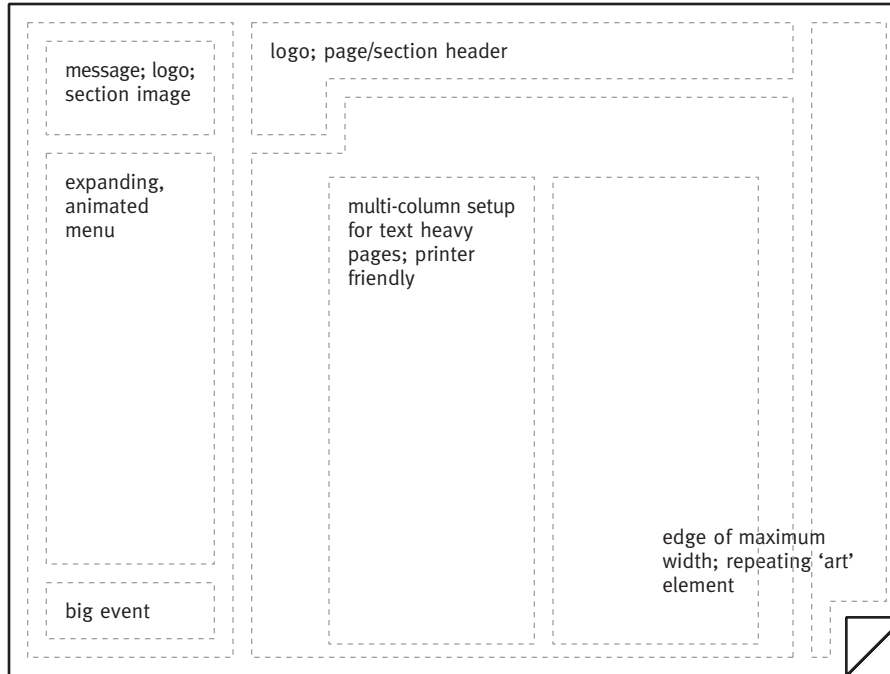 message; logo;
section image
logo; page/section header
expanding,
animated
menu
multi-column setup
for text heavy
pages; printer
friendly
edge of maximum
width; repeating ‘art’
element
big event